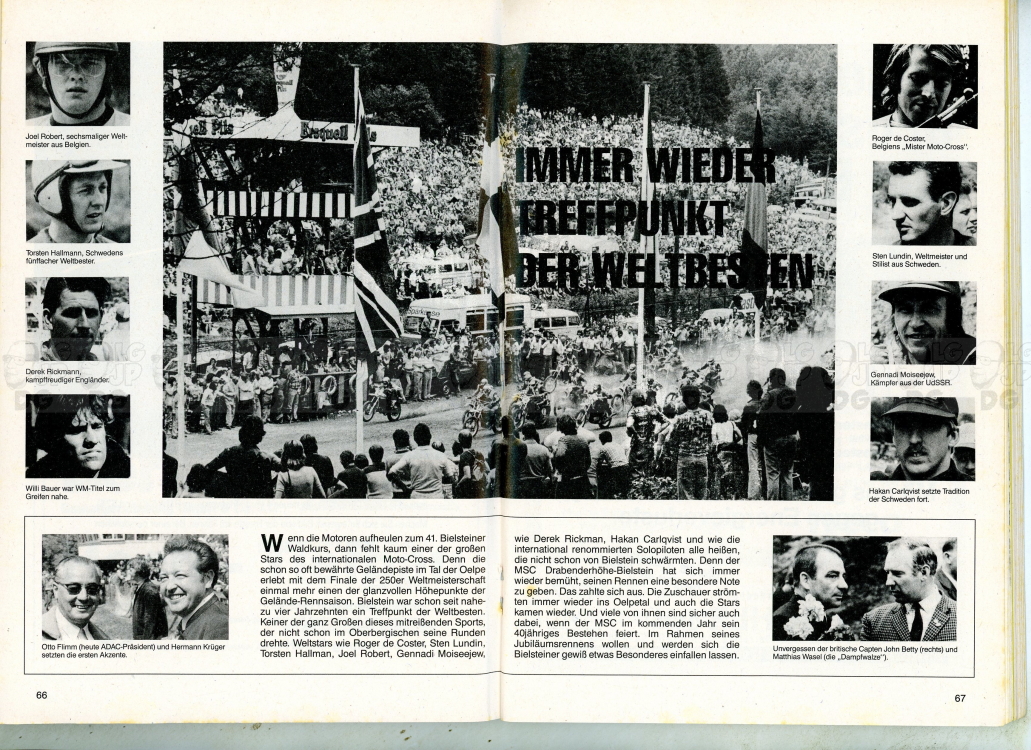 Joel Robert, sechsmaliger Welt-
meister aus Belgien.
Torsten Hallmann, Schwedens
fünffacher Weltbester.
Derek Rickmann,
kampffreudiger Engländer.
Willi Bauer war WM-Titel zum
Greifen nahe.
Pils
IMMER WIEDER
TREFFPUNKT
DER WELTBESTEN
Roger de Coster,
Belgiens „Mister Moto-Cross“.
Sten Lundin, Weltmeister und
Stilist aus Schweden.
Gennadi Moiseejew,
Kämpfer aus der UdSSR.
Hakan Carlqvist setzte Tradition
der Schweden fort.
Otto Flimm (heute ADAC-Präsident) und Hermann Krüger
setzten die ersten Akzente.
Wenn die Motoren aufheulen zum 41. Bielsteiner
Waldkurs, dann fehlt kaum einer der großen
Stars des internationalen Moto-Cross. Denn die
schon so oft bewährte Geländepiste im Tal der Oelpe
erlebt mit dem Finale der 250er Weltmeisterschaft
einmal mehr einen der glanzvollen Höhepunkte der
Gelände-Rennsaison. Bielstein war schon seit nahe-
zu vier Jahrzehnten ein Treffpunkt der Weltbesten.
Keiner der ganz Großen dieses mitreißenden Sports,
der nicht schon im Oberbergischen seine Runden
drehte. Weltstars wie Roger de Coster, Sten Lundin,
Torsten Hallman, Joel Robert, Gennadi Moiseejew,
wie Derek Rickman, Hakan Carlqvist und wie die
international renommierten Solopiloten alle heißen,
die nicht schon von Bielstein schwärmten. Denn der
MSC Drabenderhöhe-Bielstein hat sich immer
wieder bemüht, seinen Rennen eine besondere Note
zu geben. Das zahlte sich aus. Die Zuschauer ström-
ten immer wieder ins Oelpetal und auch die Stars
kamen wieder. Und viele von ihnen sind sicher auch
dabei, wenn der MSC im kommenden Jahr sein
40jähriges Bestehen feiert. Im Rahmen seines
Jubiläumsrennens wollen und werden sich die
Bielsteiner gewiß etwas Besonderes einfallen lassen.
Unvergessen der britische Capten John Betty (rechts) und
Matthias Wasel (die „Dampfwalze“).
66
67